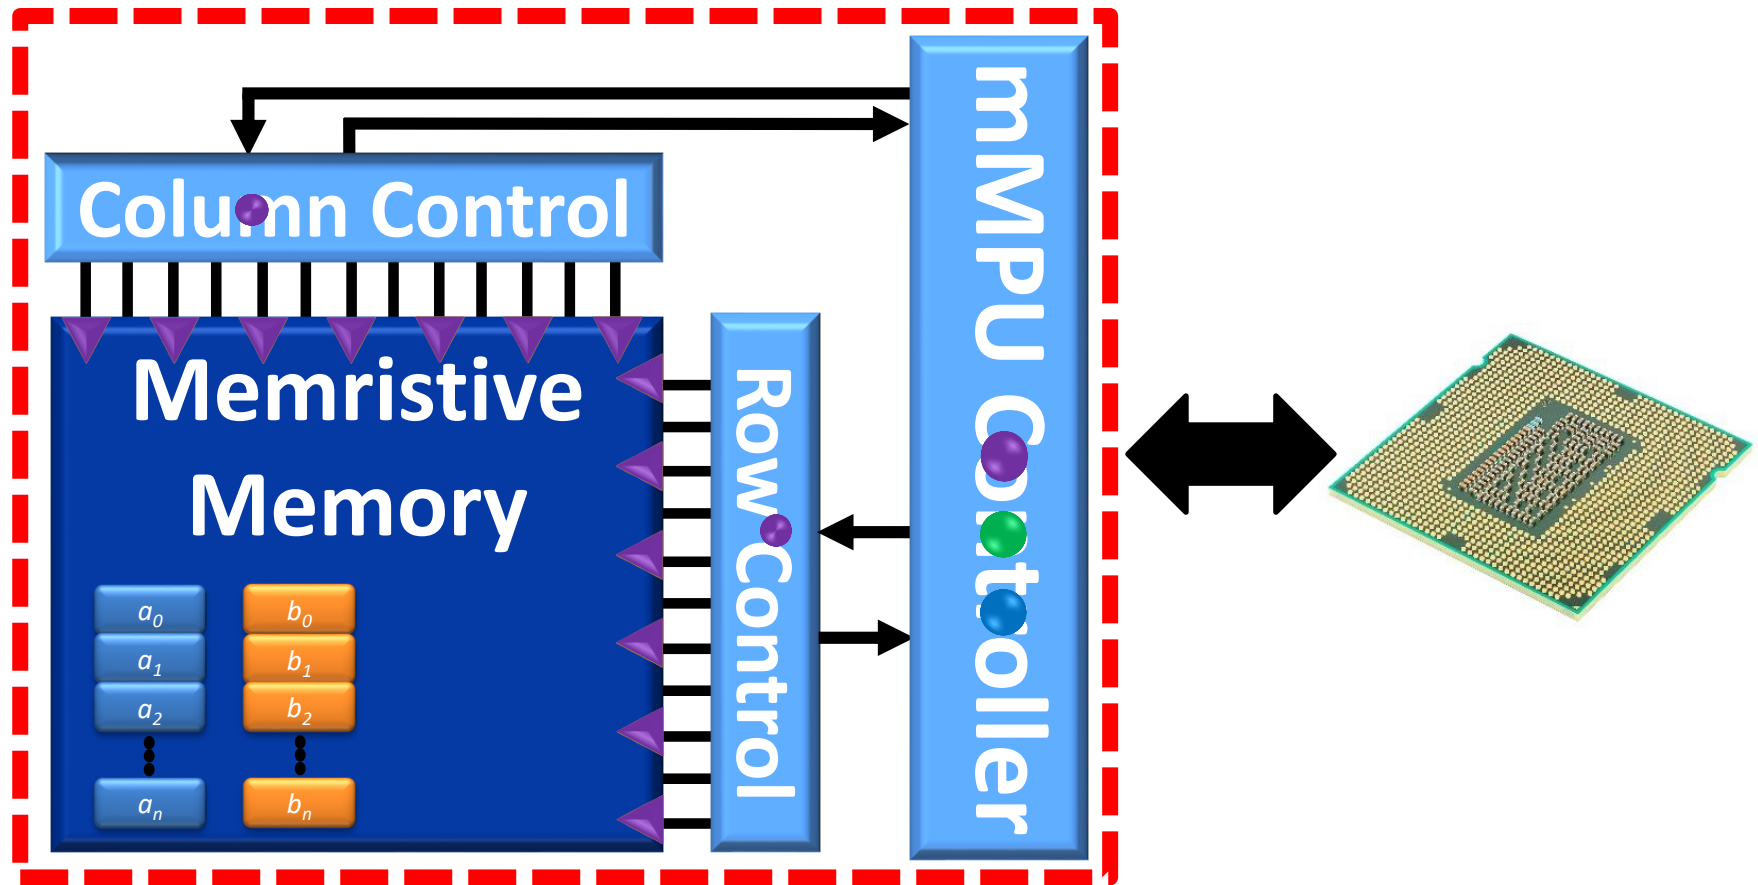 Column Control
mMPU Controller
Memristive
Memory
Row Control
a0 b0
a1 b1
a2 b2
an bn